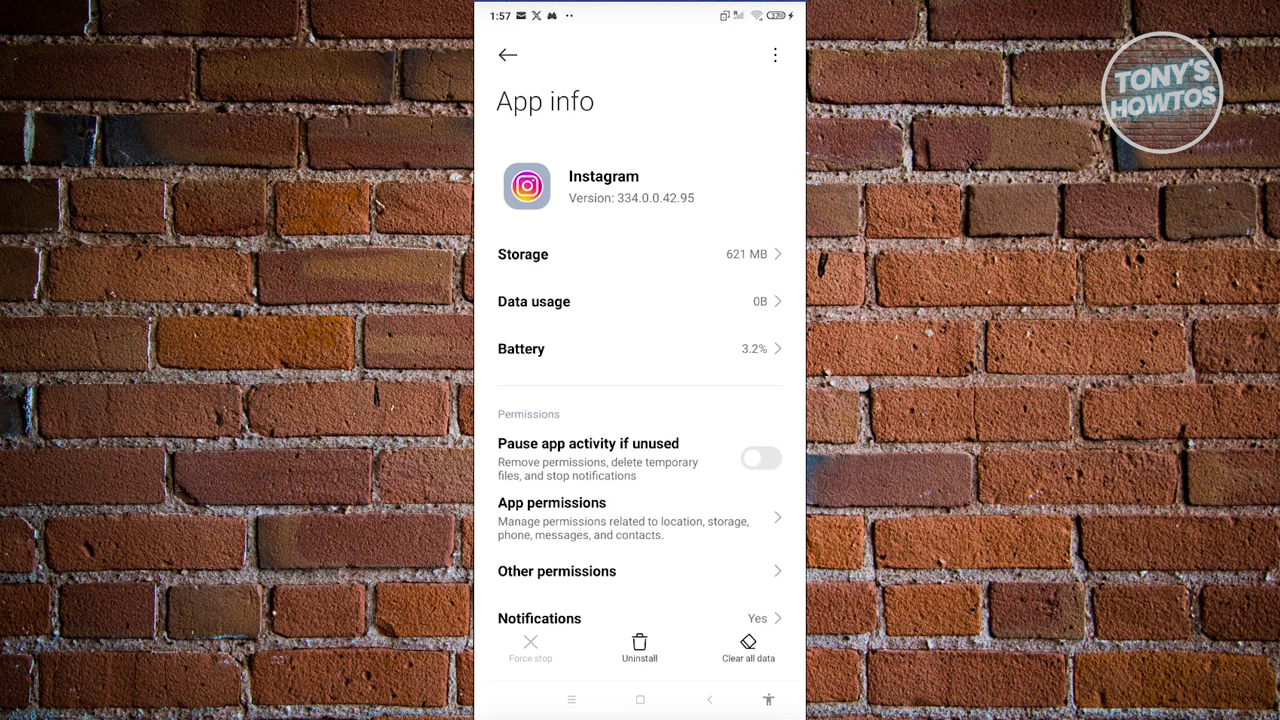 1:57
37
TONY'S
HOWTOS
App info
Instagram
Version: 334.0.0.42.95
Storage 621 MB
Data usage 0B
Battery 3.2%
Permissions
Pause app activity if unused
Remove permissions, delete temporary
files, and stop notifications
App permissions
Manage permissions related to location, storage,
phone, messages, and contacts.
Other permissions
Notifications Yes
Force stop Uninstall Clear all data